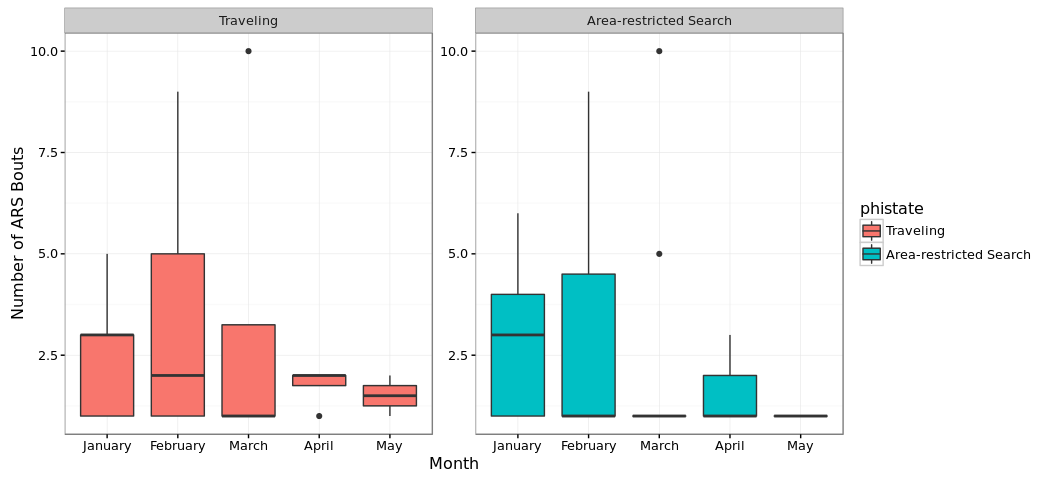 Traveling
Area-restricted Search
Number of ARS Bouts
10.0
7.5
5.0
2.5
10.0
7.5
5.0
2.5
January February March April May
January February March April May
Month
phistate
Traveling
Area-restricted Search